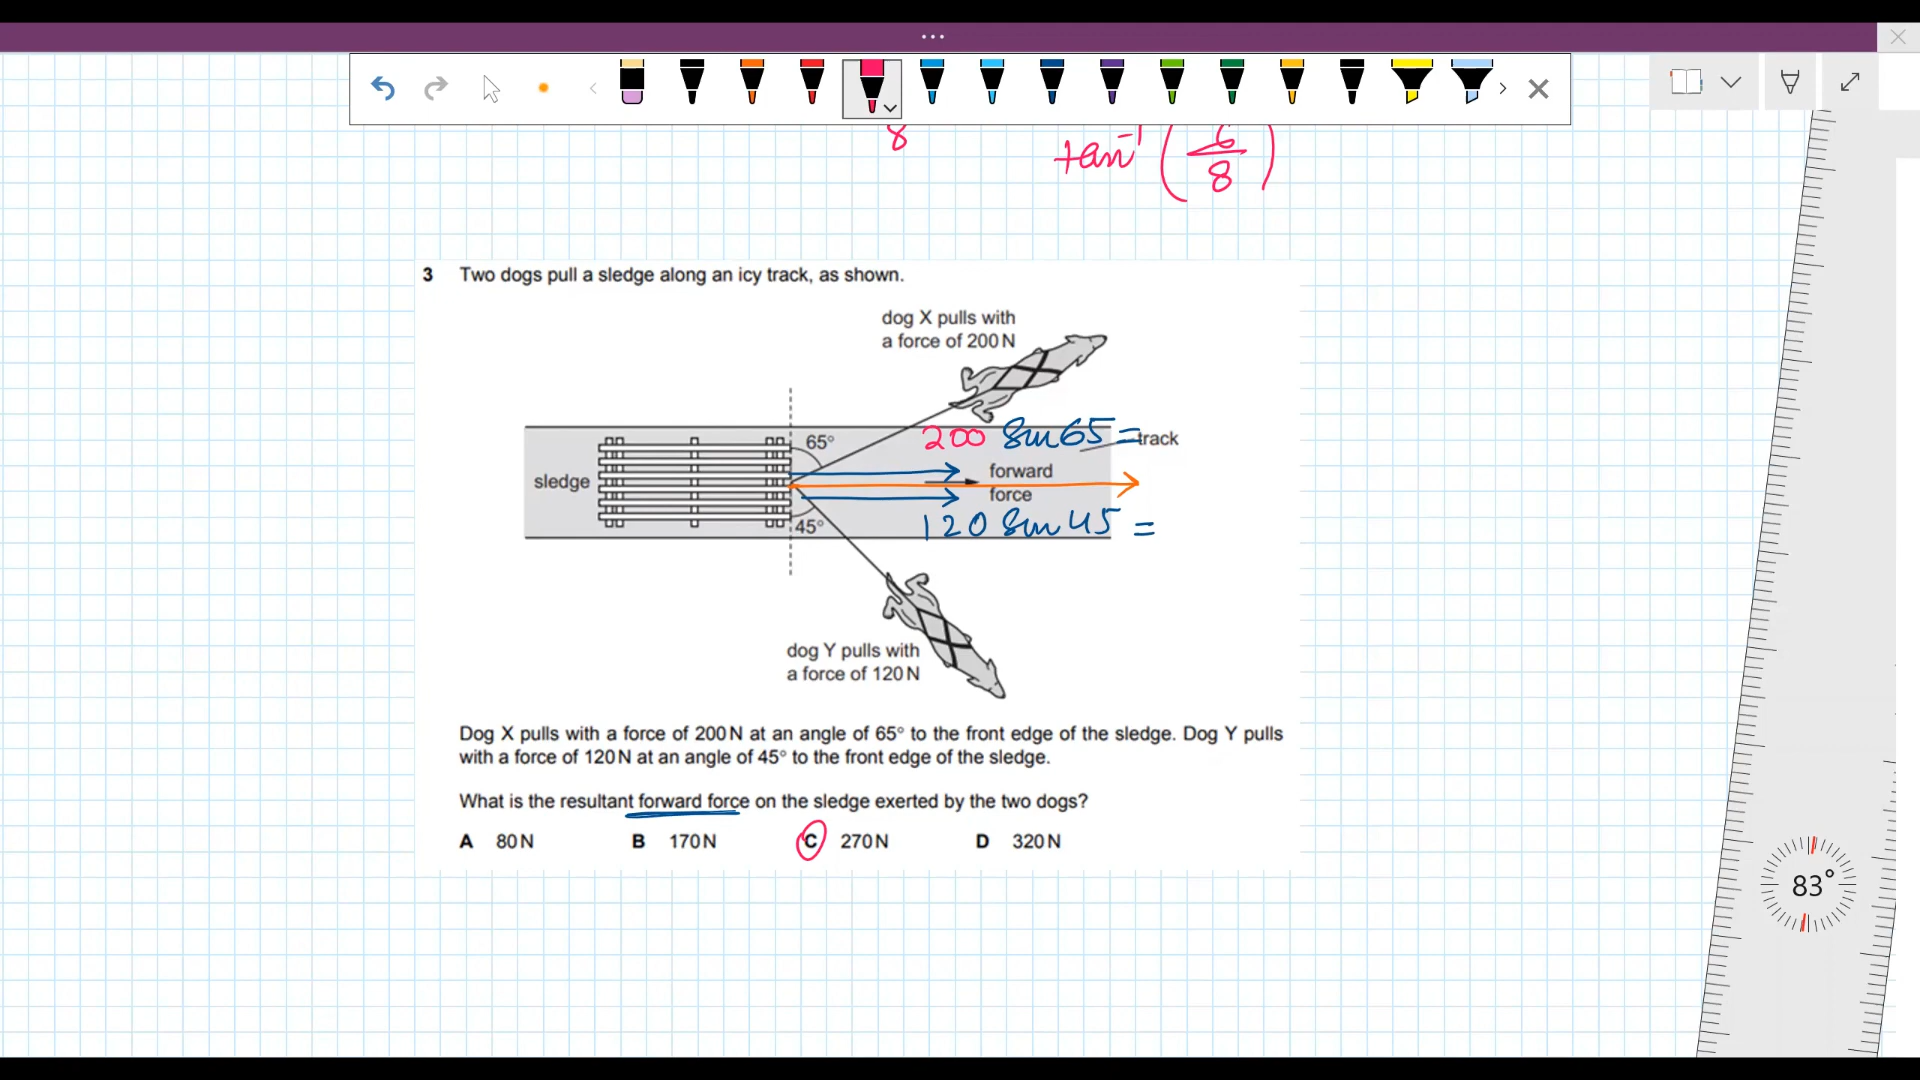 ...
8
tan⁻¹ (6/8)
3 Two dogs pull a sledge along an icy track, as shown.
dog X pulls with
a force of 200 N
65°
200 Sin65 =
track
sledge
forward
force
45°
120 Sin45 =
dog Y pulls with
a force of 120 N
Dog X pulls with a force of 200 N at an angle of 65° to the front edge of the sledge. Dog Y pulls
with a force of 120 N at an angle of 45° to the front edge of the sledge.
What is the resultant forward force on the sledge exerted by the two dogs?
A 80 N B 170 N C 270 N D 320 N
83°